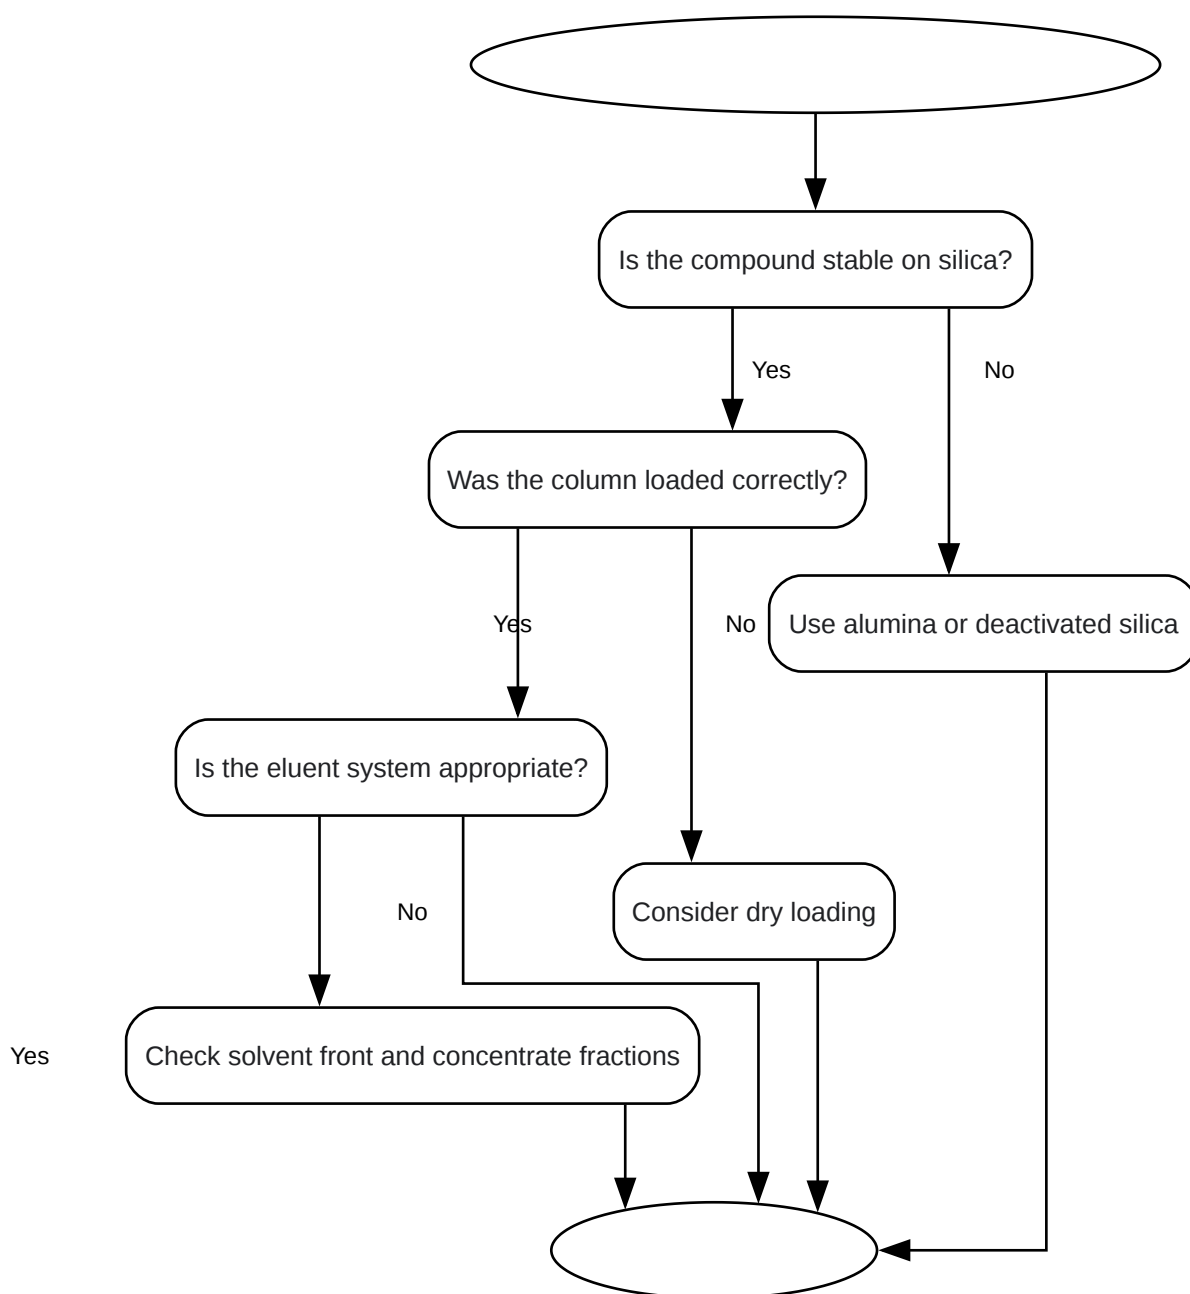 Is the compound stable on silica?
Yes
No
Was the column loaded correctly?
Yes
No
Use alumina or deactivated silica
Is the eluent system appropriate?
No
Consider dry loading
Yes
Check solvent front and concentrate fractions